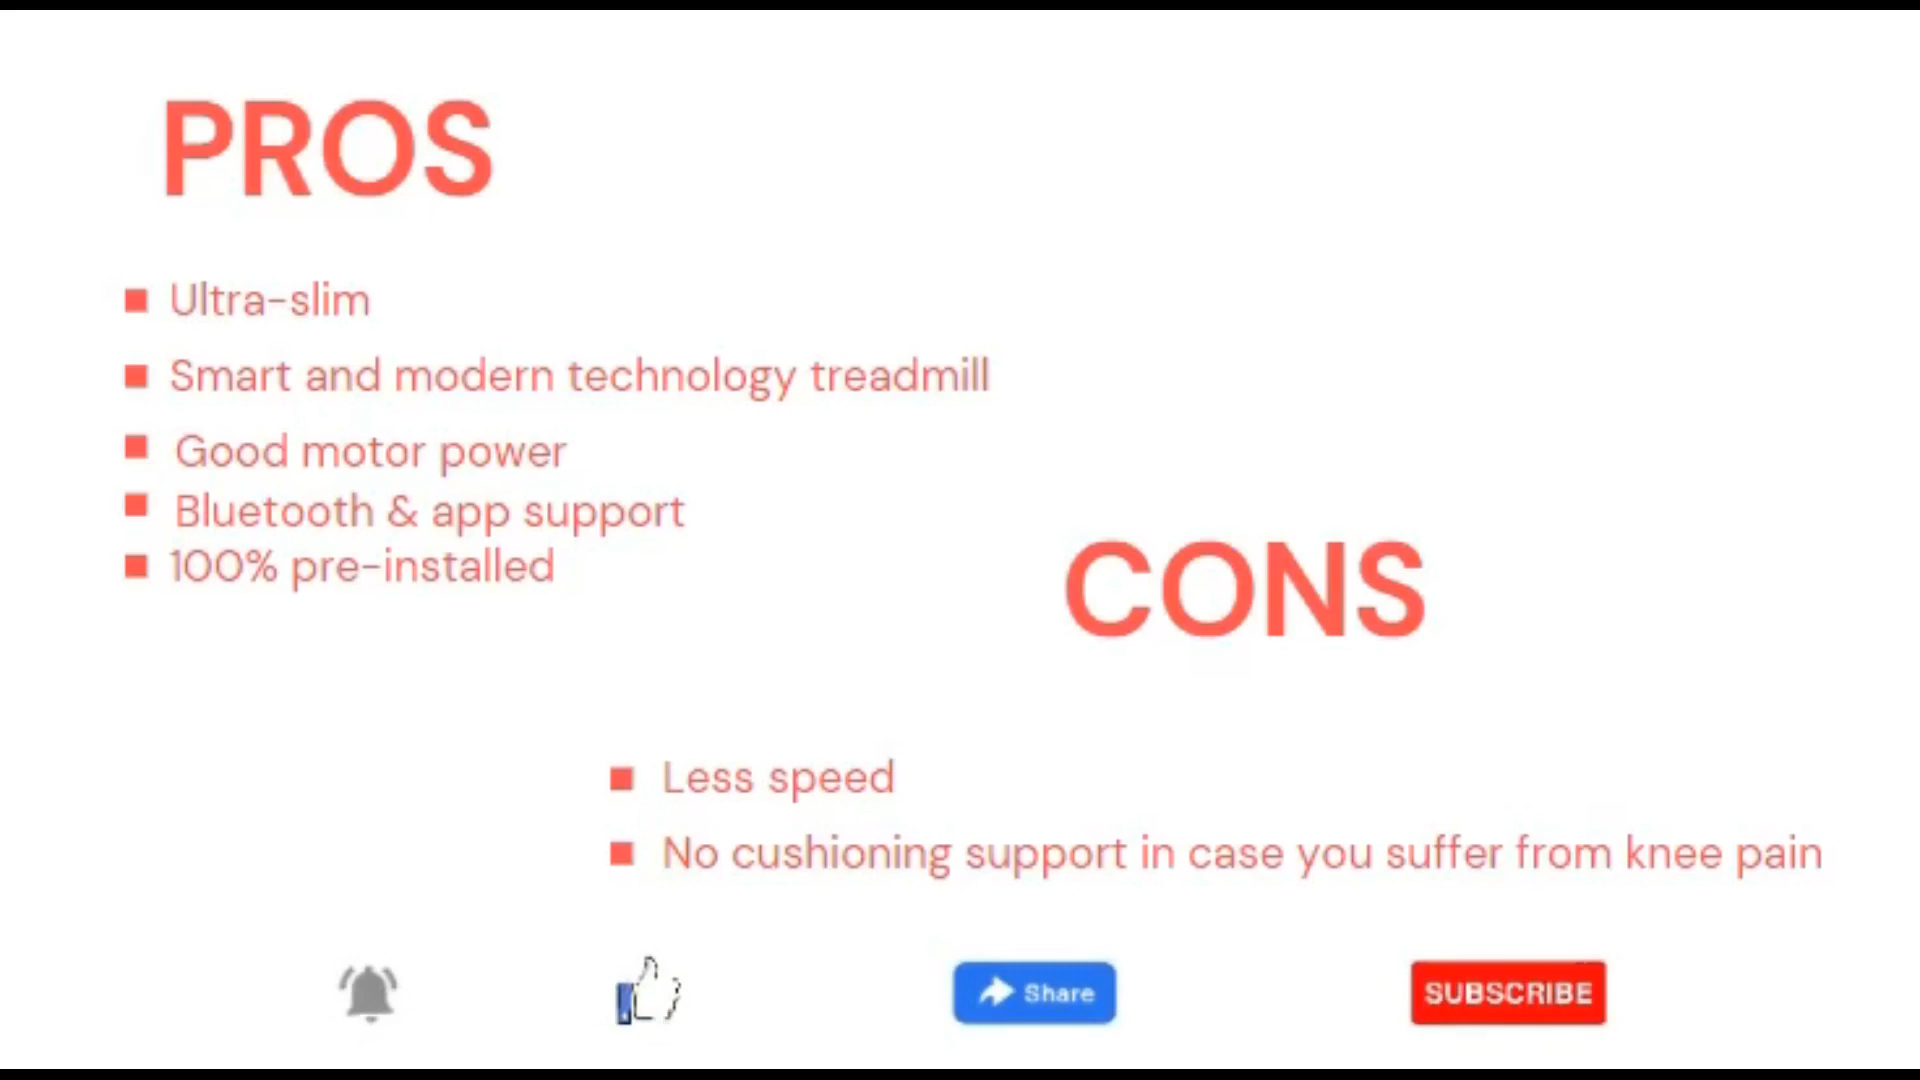 PROS
Ultra-slim
Smart and modern technology treadmill
Good motor power
Bluetooth & app support
100% pre-installed
CONS
Less speed
No cushioning support in case you suffer from knee pain
Share
SUBSCRIBE